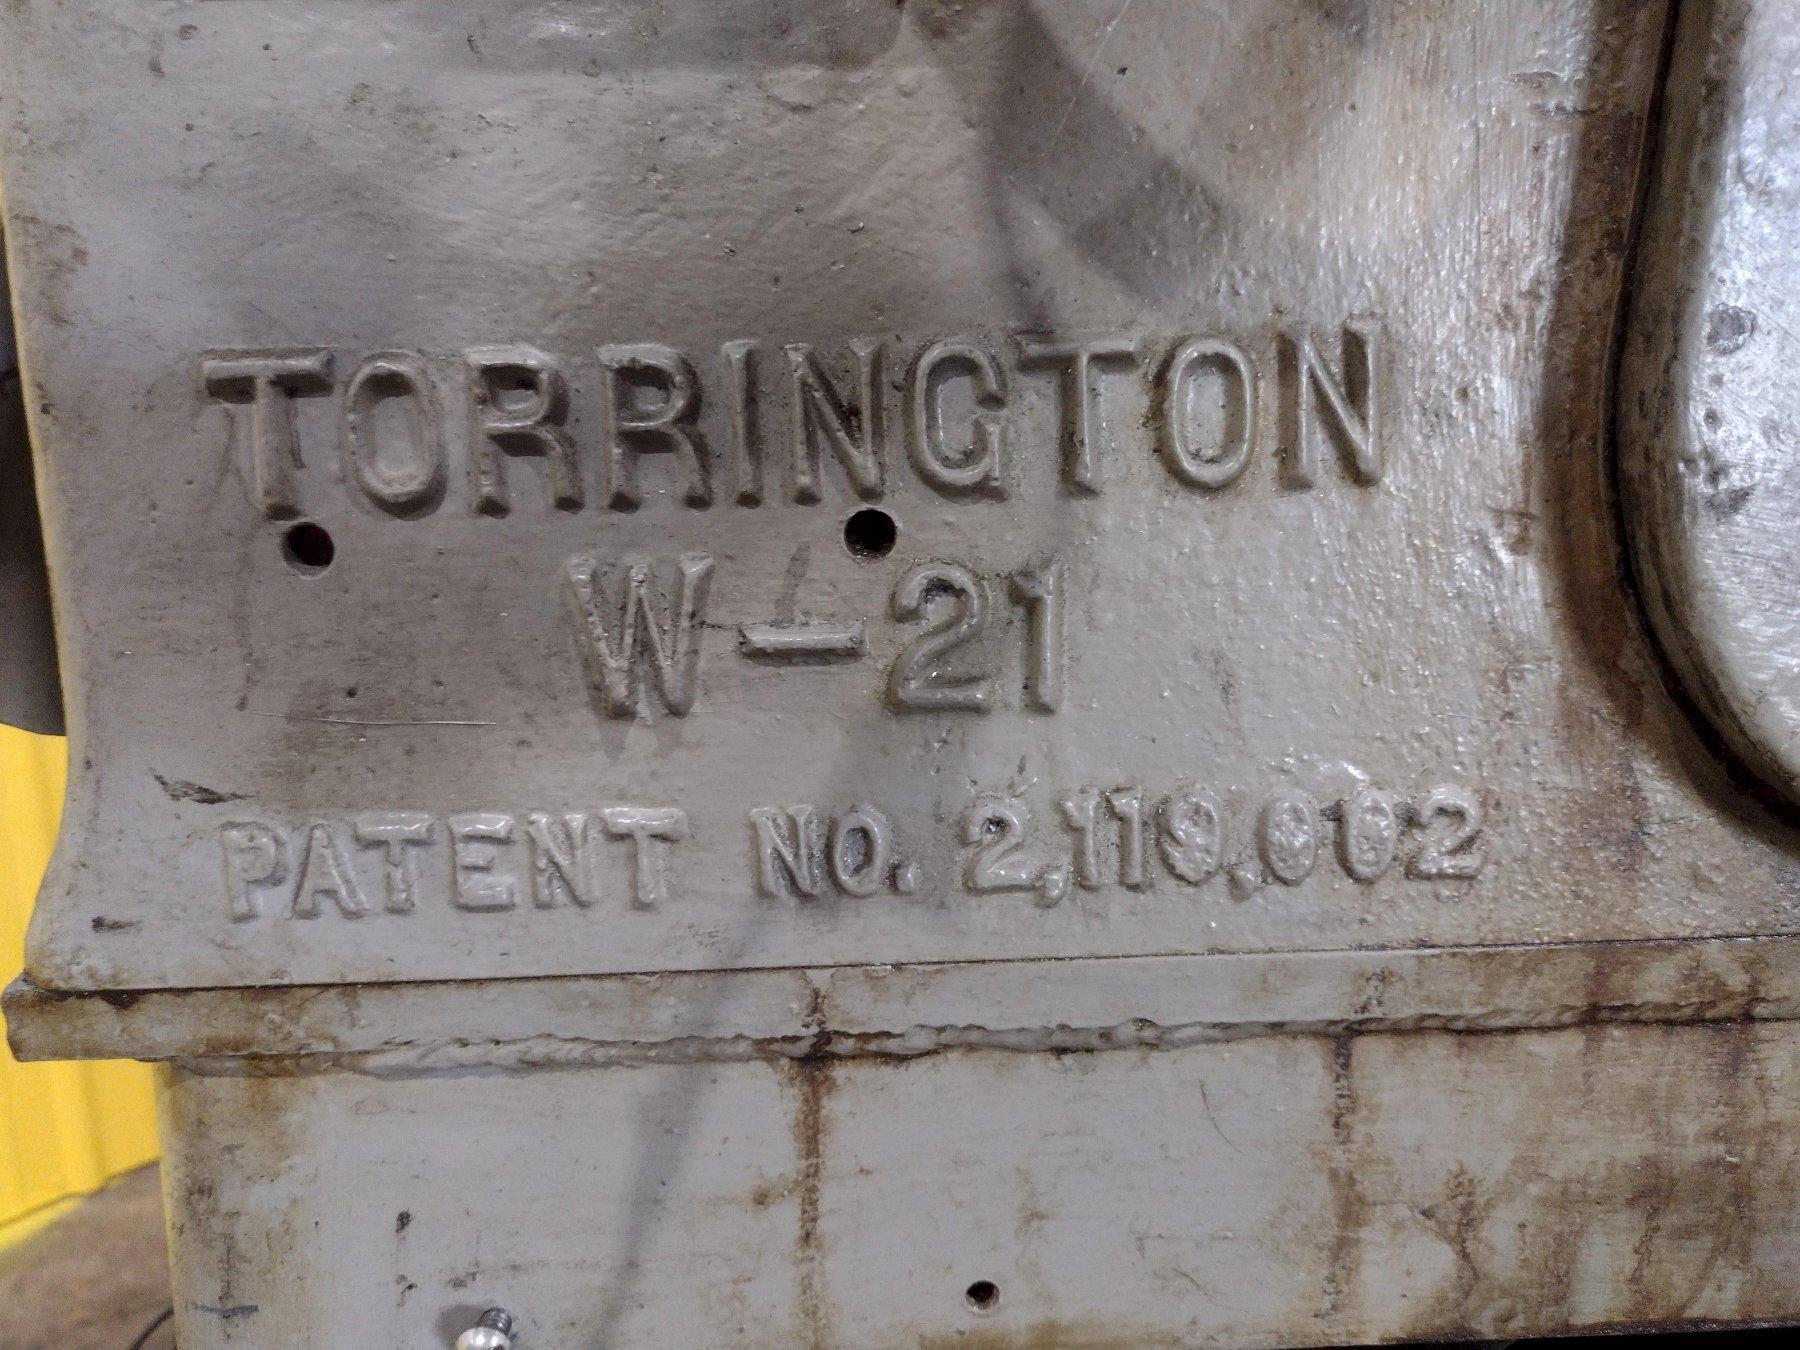 TORRINGTON
W-21
PATENT NO. 2,119,002